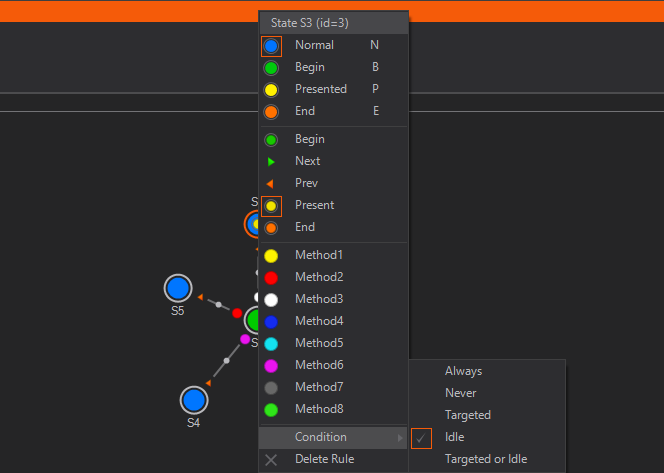 State S3 (id=3)
Normal N
Begin B
Presented P
End E
Begin
Next
Prev
Present
End
Method1
Method2
Method3
Method4
Method5
Method6
Method7
Method8
Condition
Delete Rule
Always
Never
Targeted
Idle
Targeted or Idle
S5
S4